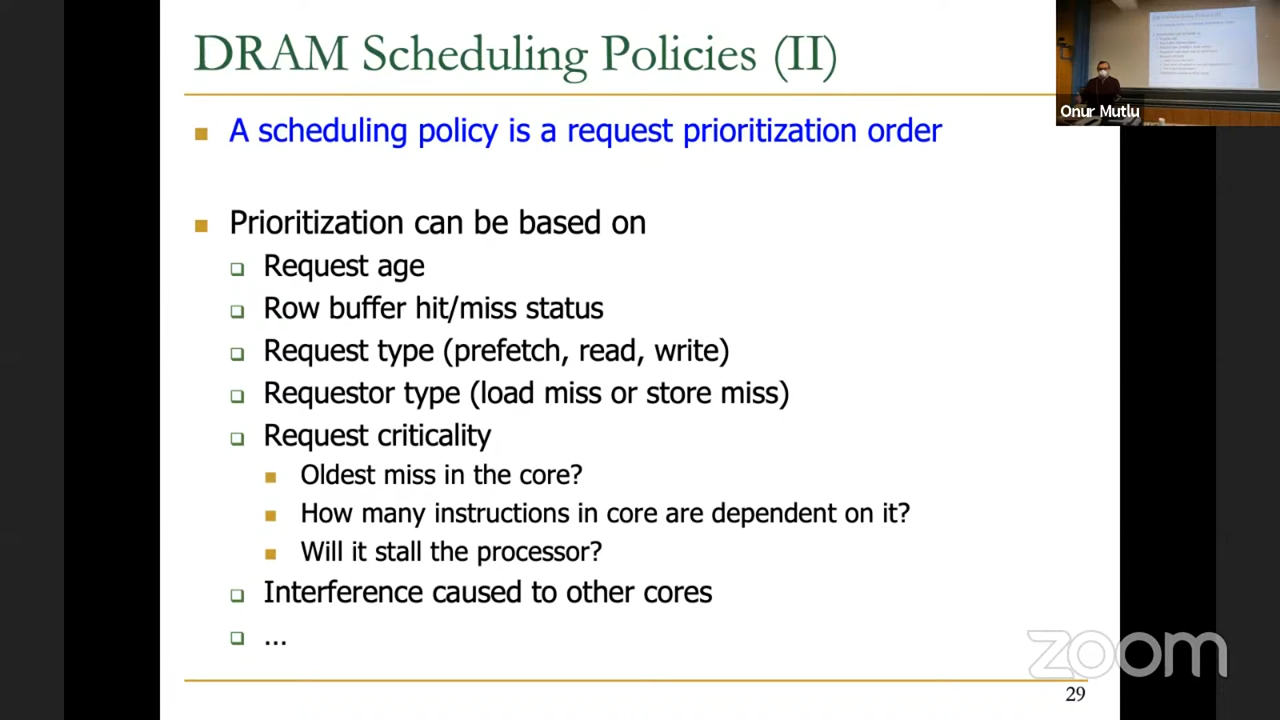 DRAM Scheduling Policies (II)
A scheduling policy is a request prioritization order
Prioritization can be based on
Request age
Row buffer hit/miss status
Request type (prefetch, read, write)
Requestor type (load miss or store miss)
Request criticality
Oldest miss in the core?
How many instructions in core are dependent on it?
Will it stall the processor?
Interference caused to other cores
...
29
Onur Mutlu
zoom